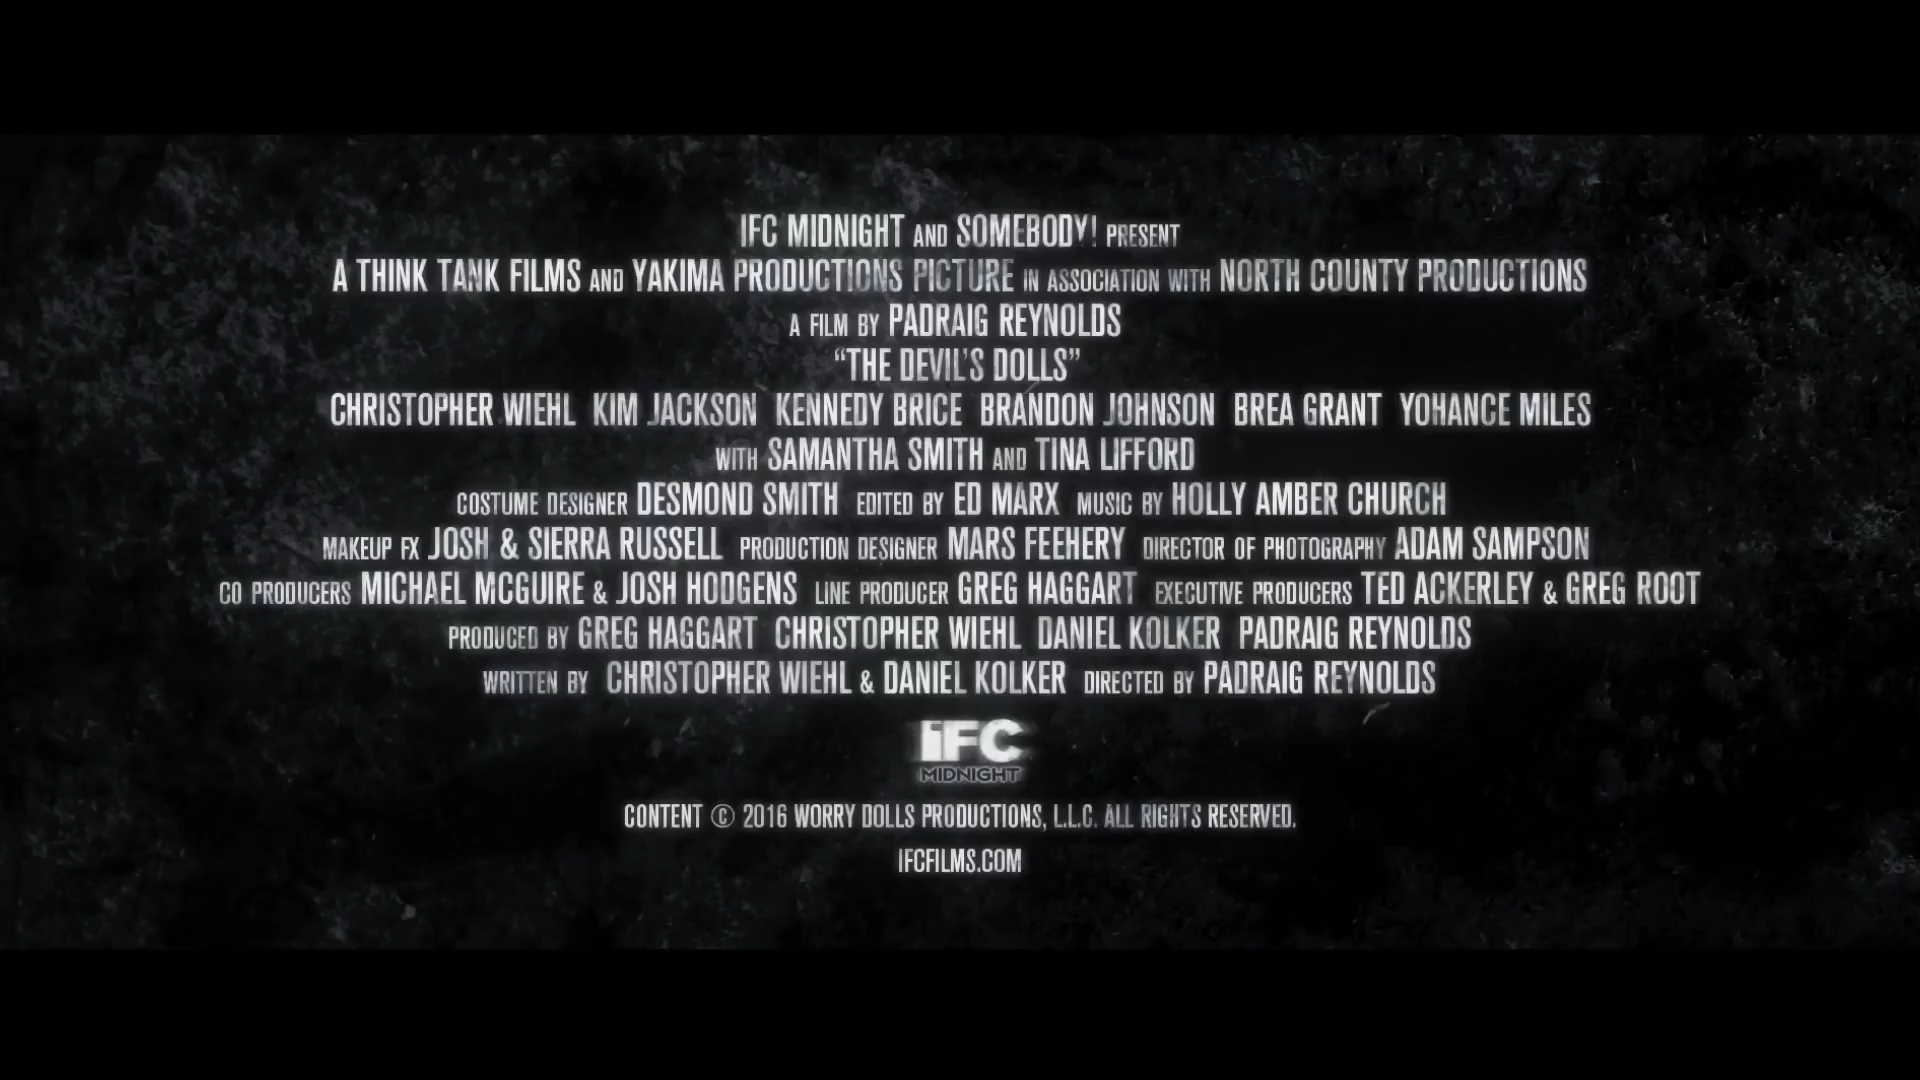 IFC MIDNIGHT AND SOMEBODY! PRESENT
A THINK TANK FILMS AND YAKIMA PRODUCTIONS PICTURE IN ASSOCIATION WITH NORTH COUNTY PRODUCTIONS
A FILM BY PADRAIG REYNOLDS
“THE DEVIL’S DOLLS”
CHRISTOPHER WIEHL KIM JACKSON KENNEDY BRICE BRANDON JOHNSON BREA GRANT YOHANCE MILES
WITH SAMANTHA SMITH AND TINA LIFFORD
COSTUME DESIGNER DESMOND SMITH EDITED BY ED MARX MUSIC BY HOLLY AMBER CHURCH
MAKEUP FX JOSH & SIERRA RUSSELL PRODUCTION DESIGNER MARS FEEHERY DIRECTOR OF PHOTOGRAPHY ADAM SAMPSON
CO PRODUCERS MICHAEL MCGUIRE & JOSH HODGENS LINE PRODUCER GREG HAGGART EXECUTIVE PRODUCERS TED ACKERLEY & GREG ROOT
PRODUCED BY GREG HAGGART CHRISTOPHER WIEHL DANIEL KOLKER PADRAIG REYNOLDS
WRITTEN BY CHRISTOPHER WIEHL & DANIEL KOLKER DIRECTED BY PADRAIG REYNOLDS
IFC
MIDNIGHT
CONTENT © 2016 WORRY DOLLS PRODUCTIONS, L.L.C. ALL RIGHTS RESERVED.
IFCFILMS.COM